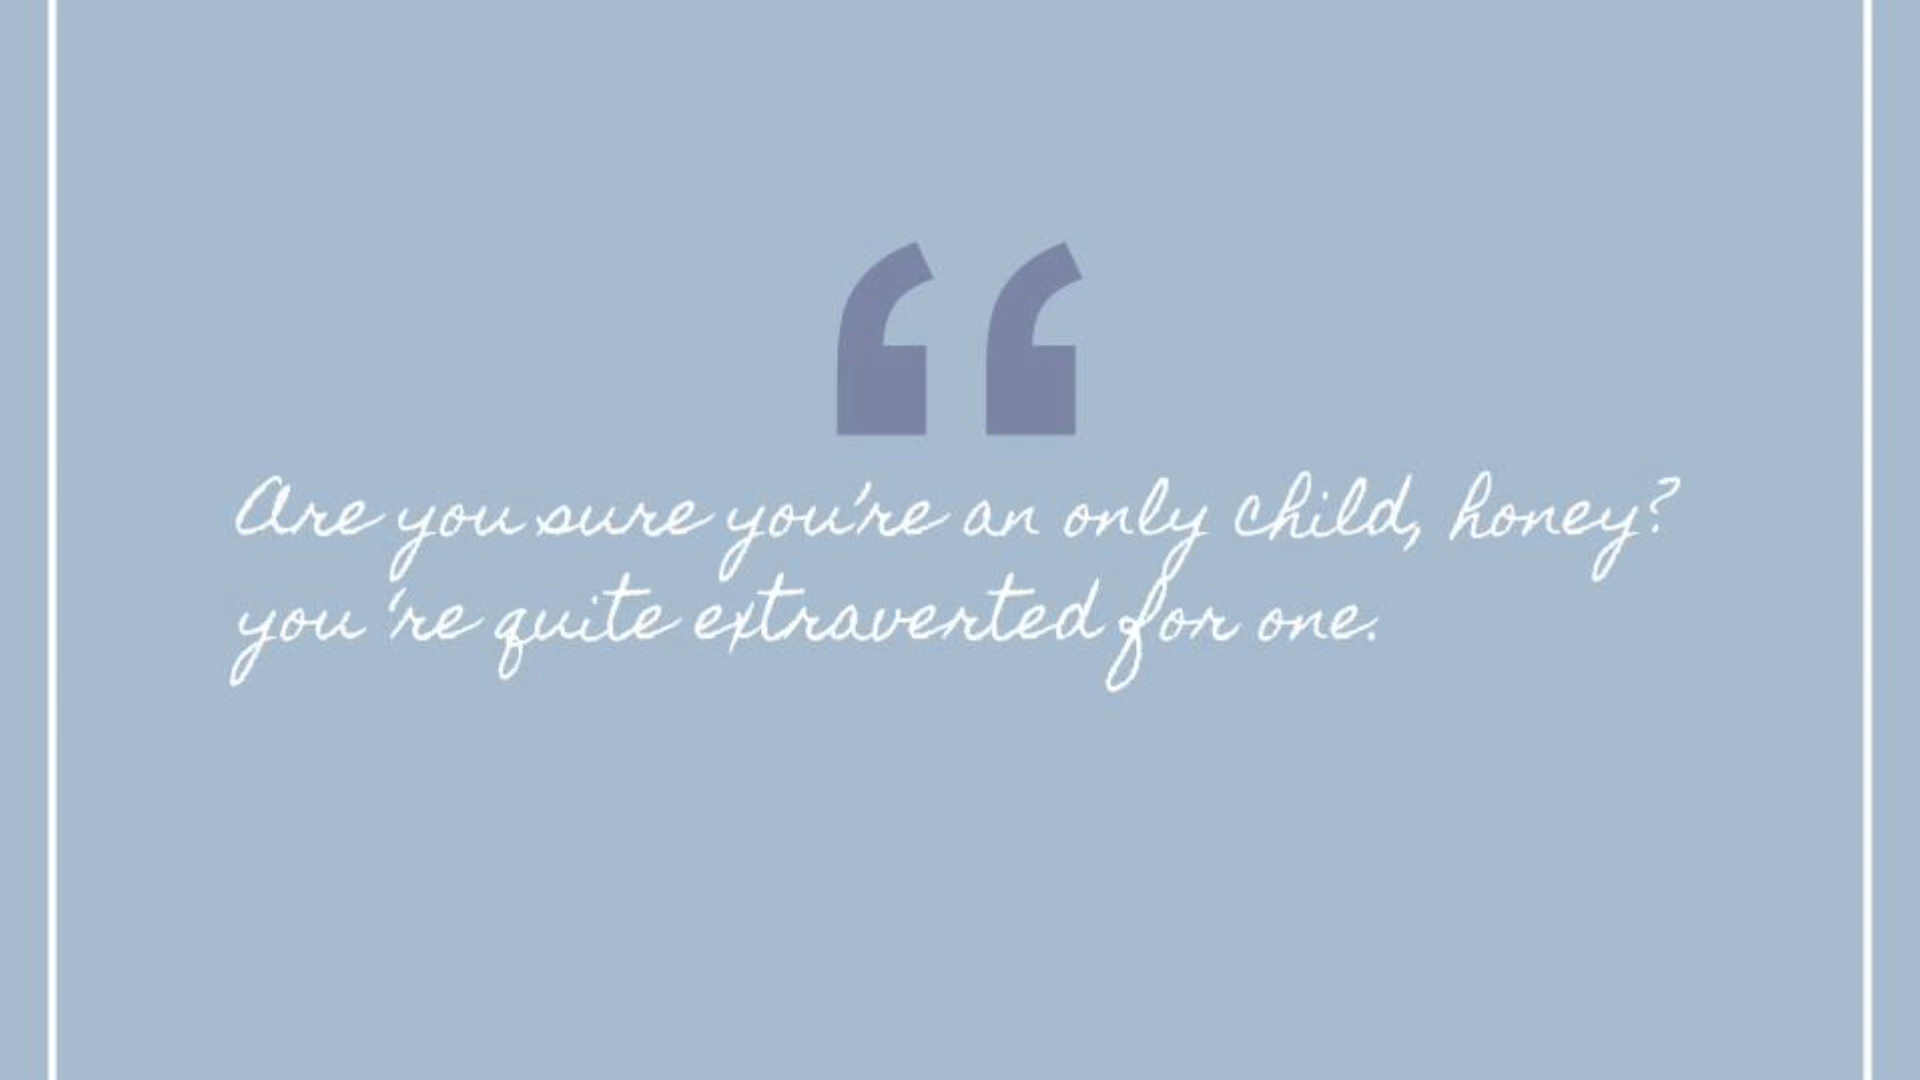 “
Are you sure you're an only child, honey?
you 're quite extraverted for one.